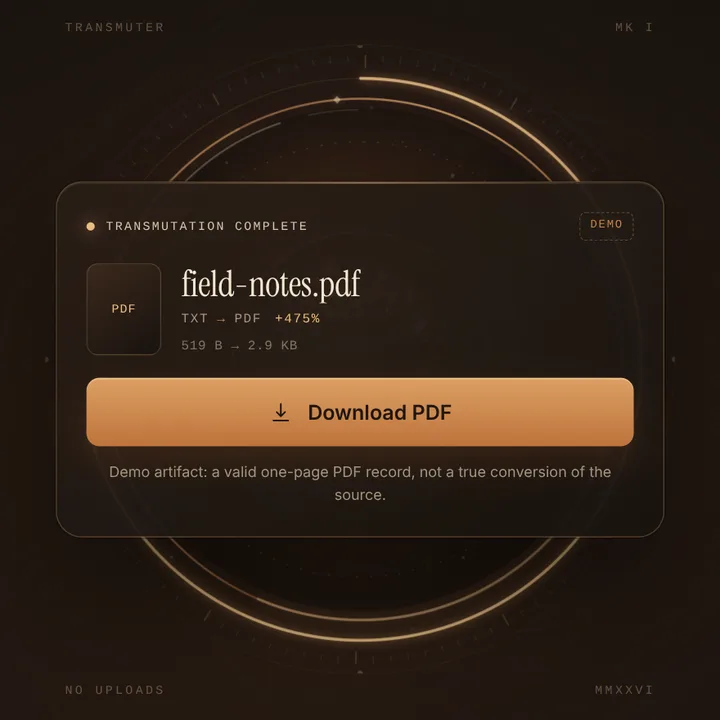 TRANSMUTER
MK I
TRANSMUTATION COMPLETE
DEMO
PDF
field-notes.pdf
TXT → PDF +475%
519 B → 2.9 KB
Download PDF
Demo artifact: a valid one-page PDF record, not a true conversion of the
source.
NO UPLOADS
MMXXVI